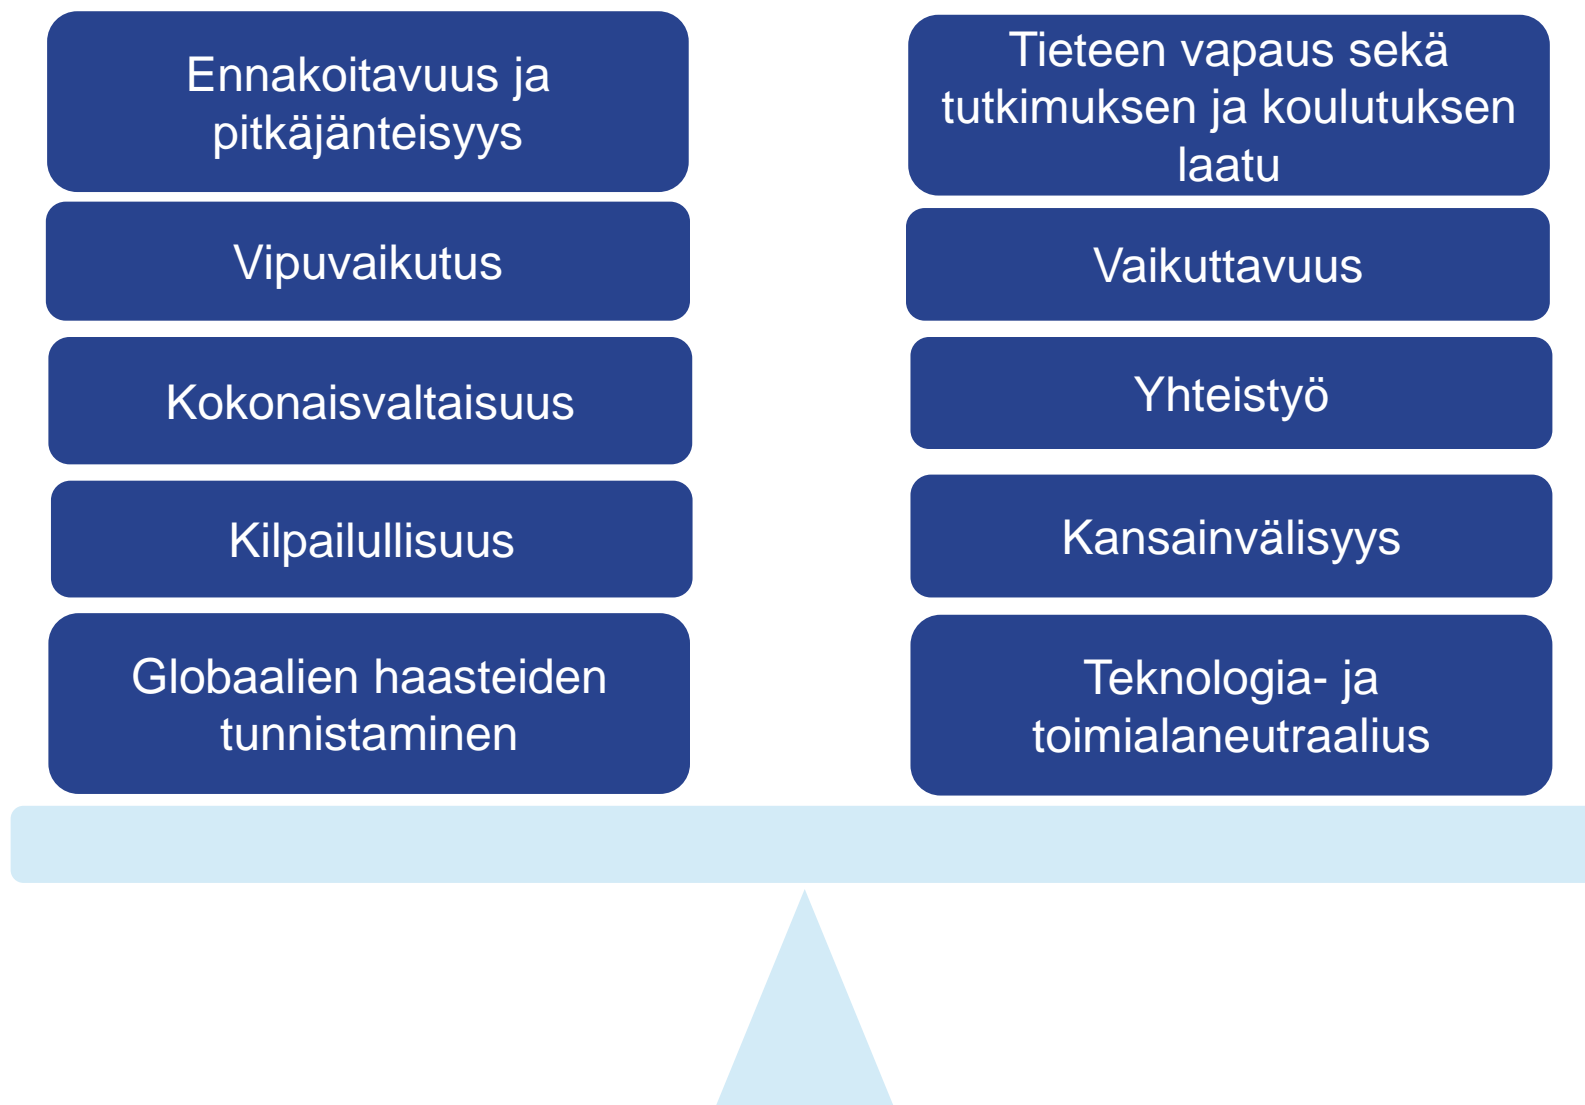 Ennakoitavuus ja
pitkäjänteisyys
Vipuvaikutus
Kokonaisvaltaisuus
Kilpailullisuus
Globaalien haasteiden
tunnistaminen
Tieteen vapaus sekä
tutkimuksen ja koulutuksen
laatu
Vaikuttavuus
Yhteistyö
Kansainvälisyys
Teknologia- ja
toimialaneutraalius